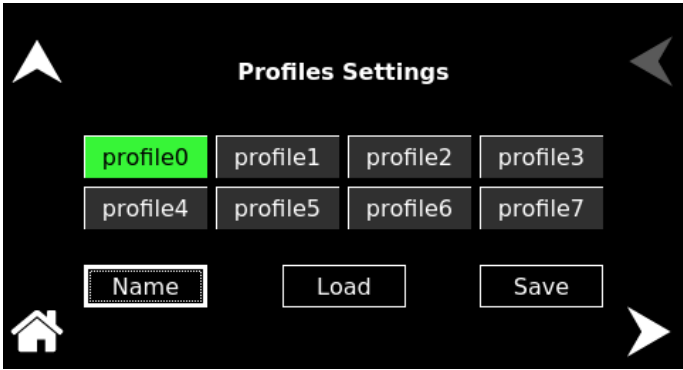 Profiles Settings
profile0 profile1 profile2 profile3
profile4 profile5 profile6 profile7
Name Load Save